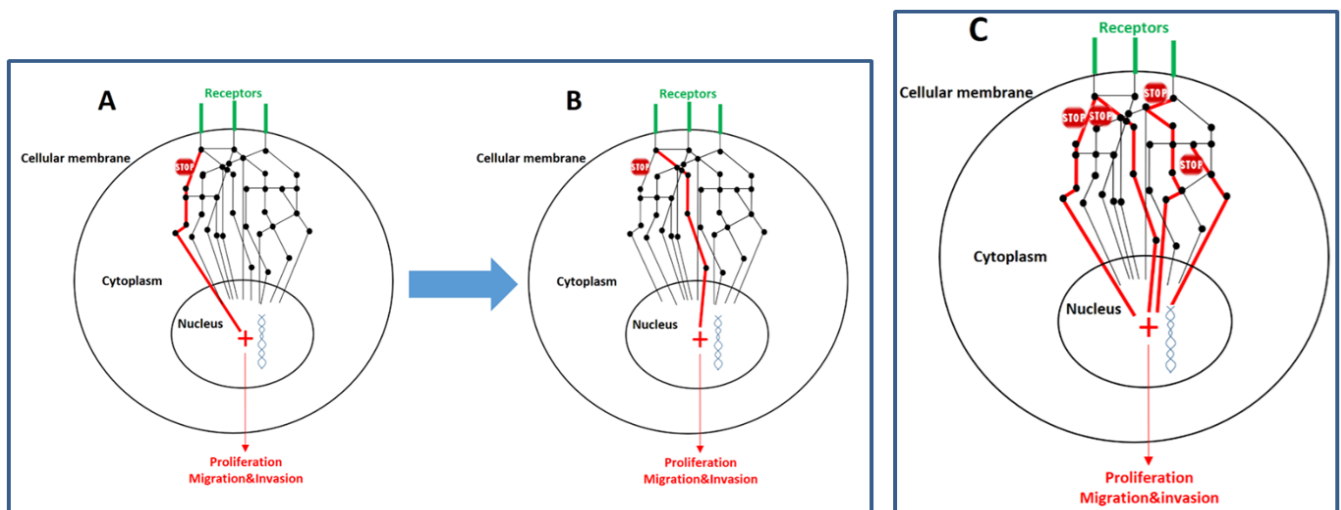 A
Receptors
Cellular membrane
STOP
Cytoplasm
Nucleus
+
Proliferation
Migration&Invasion
B
Receptors
Cellular membrane
STOP
Cytoplasm
Nucleus
+
Proliferation
Migration&Invasion
C
Receptors
Cellular membrane
STOP
STOP
STOP
STOP
Cytoplasm
Nucleus
+
Proliferation
Migration&invasion